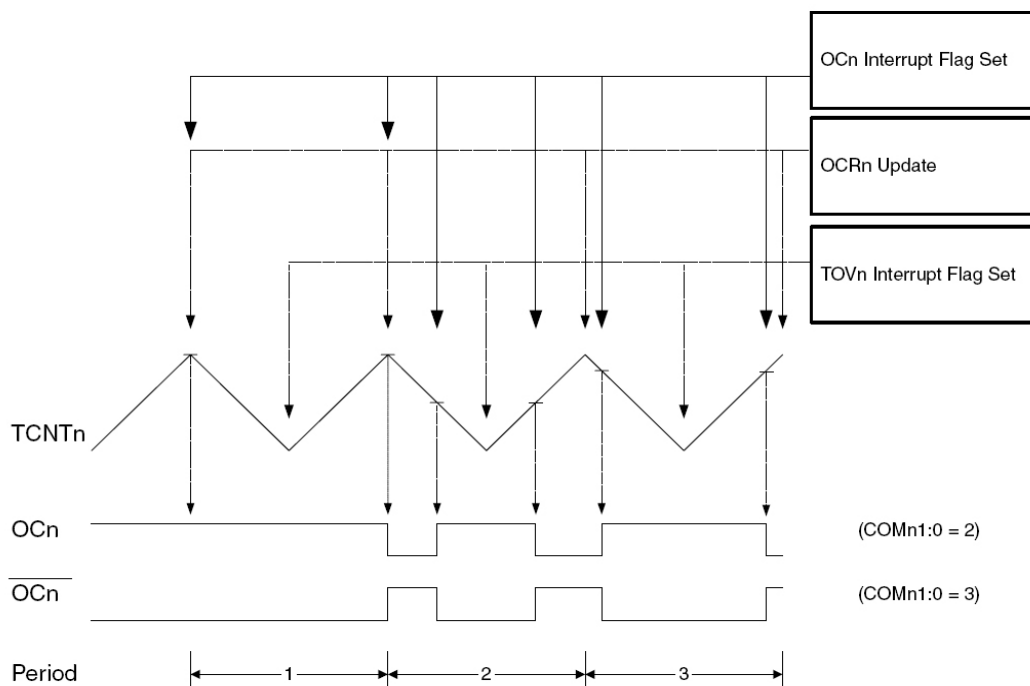 OCn Interrupt Flag Set
OCRn Update
TOVn Interrupt Flag Set
TCNTn
OCn (COMn1:0 = 2)
OCn (COMn1:0 = 3)
Period 1 2 3